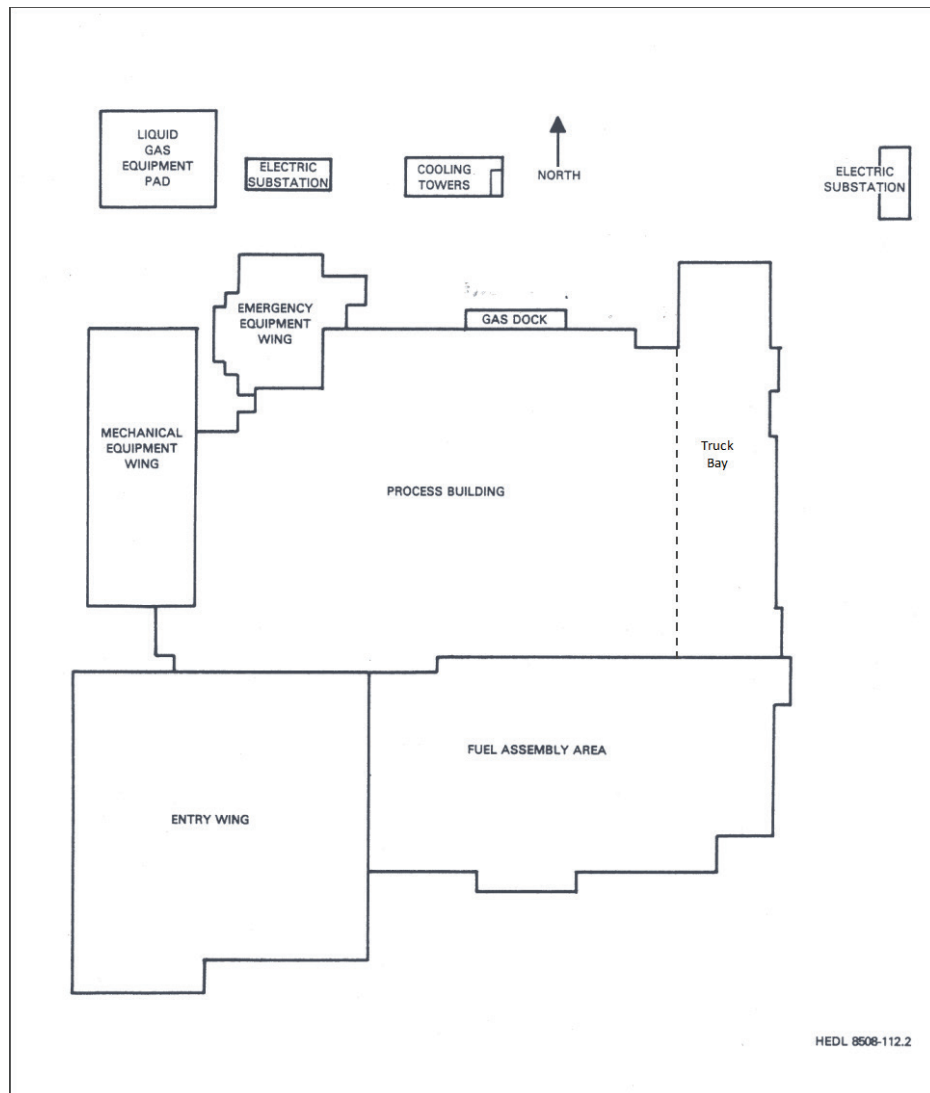 LIQUID
GAS
EQUIPMENT
PAD
ELECTRIC
SUBSTATION
COOLING
TOWERS
NORTH
ELECTRIC
SUBSTATION
EMERGENCY
EQUIPMENT
WING
GAS DOCK
MECHANICAL
EQUIPMENT
WING
Truck
Bay
PROCESS BUILDING
FUEL ASSEMBLY AREA
ENTRY WING
HEDL 8508-112.2